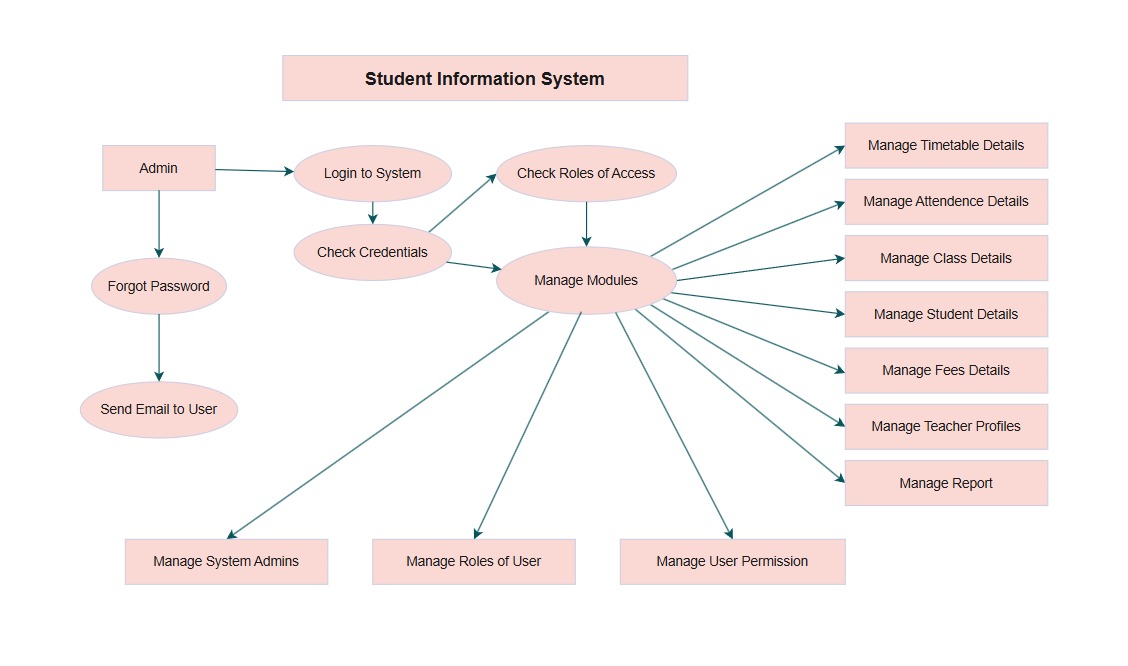 Student Information System
Admin
Login to System
Check Roles of Access
Check Credentials
Forgot Password
Manage Modules
Send Email to User
Manage Timetable Details
Manage Attendence Details
Manage Class Details
Manage Student Details
Manage Fees Details
Manage Teacher Profiles
Manage Report
Manage System Admins
Manage Roles of User
Manage User Permission